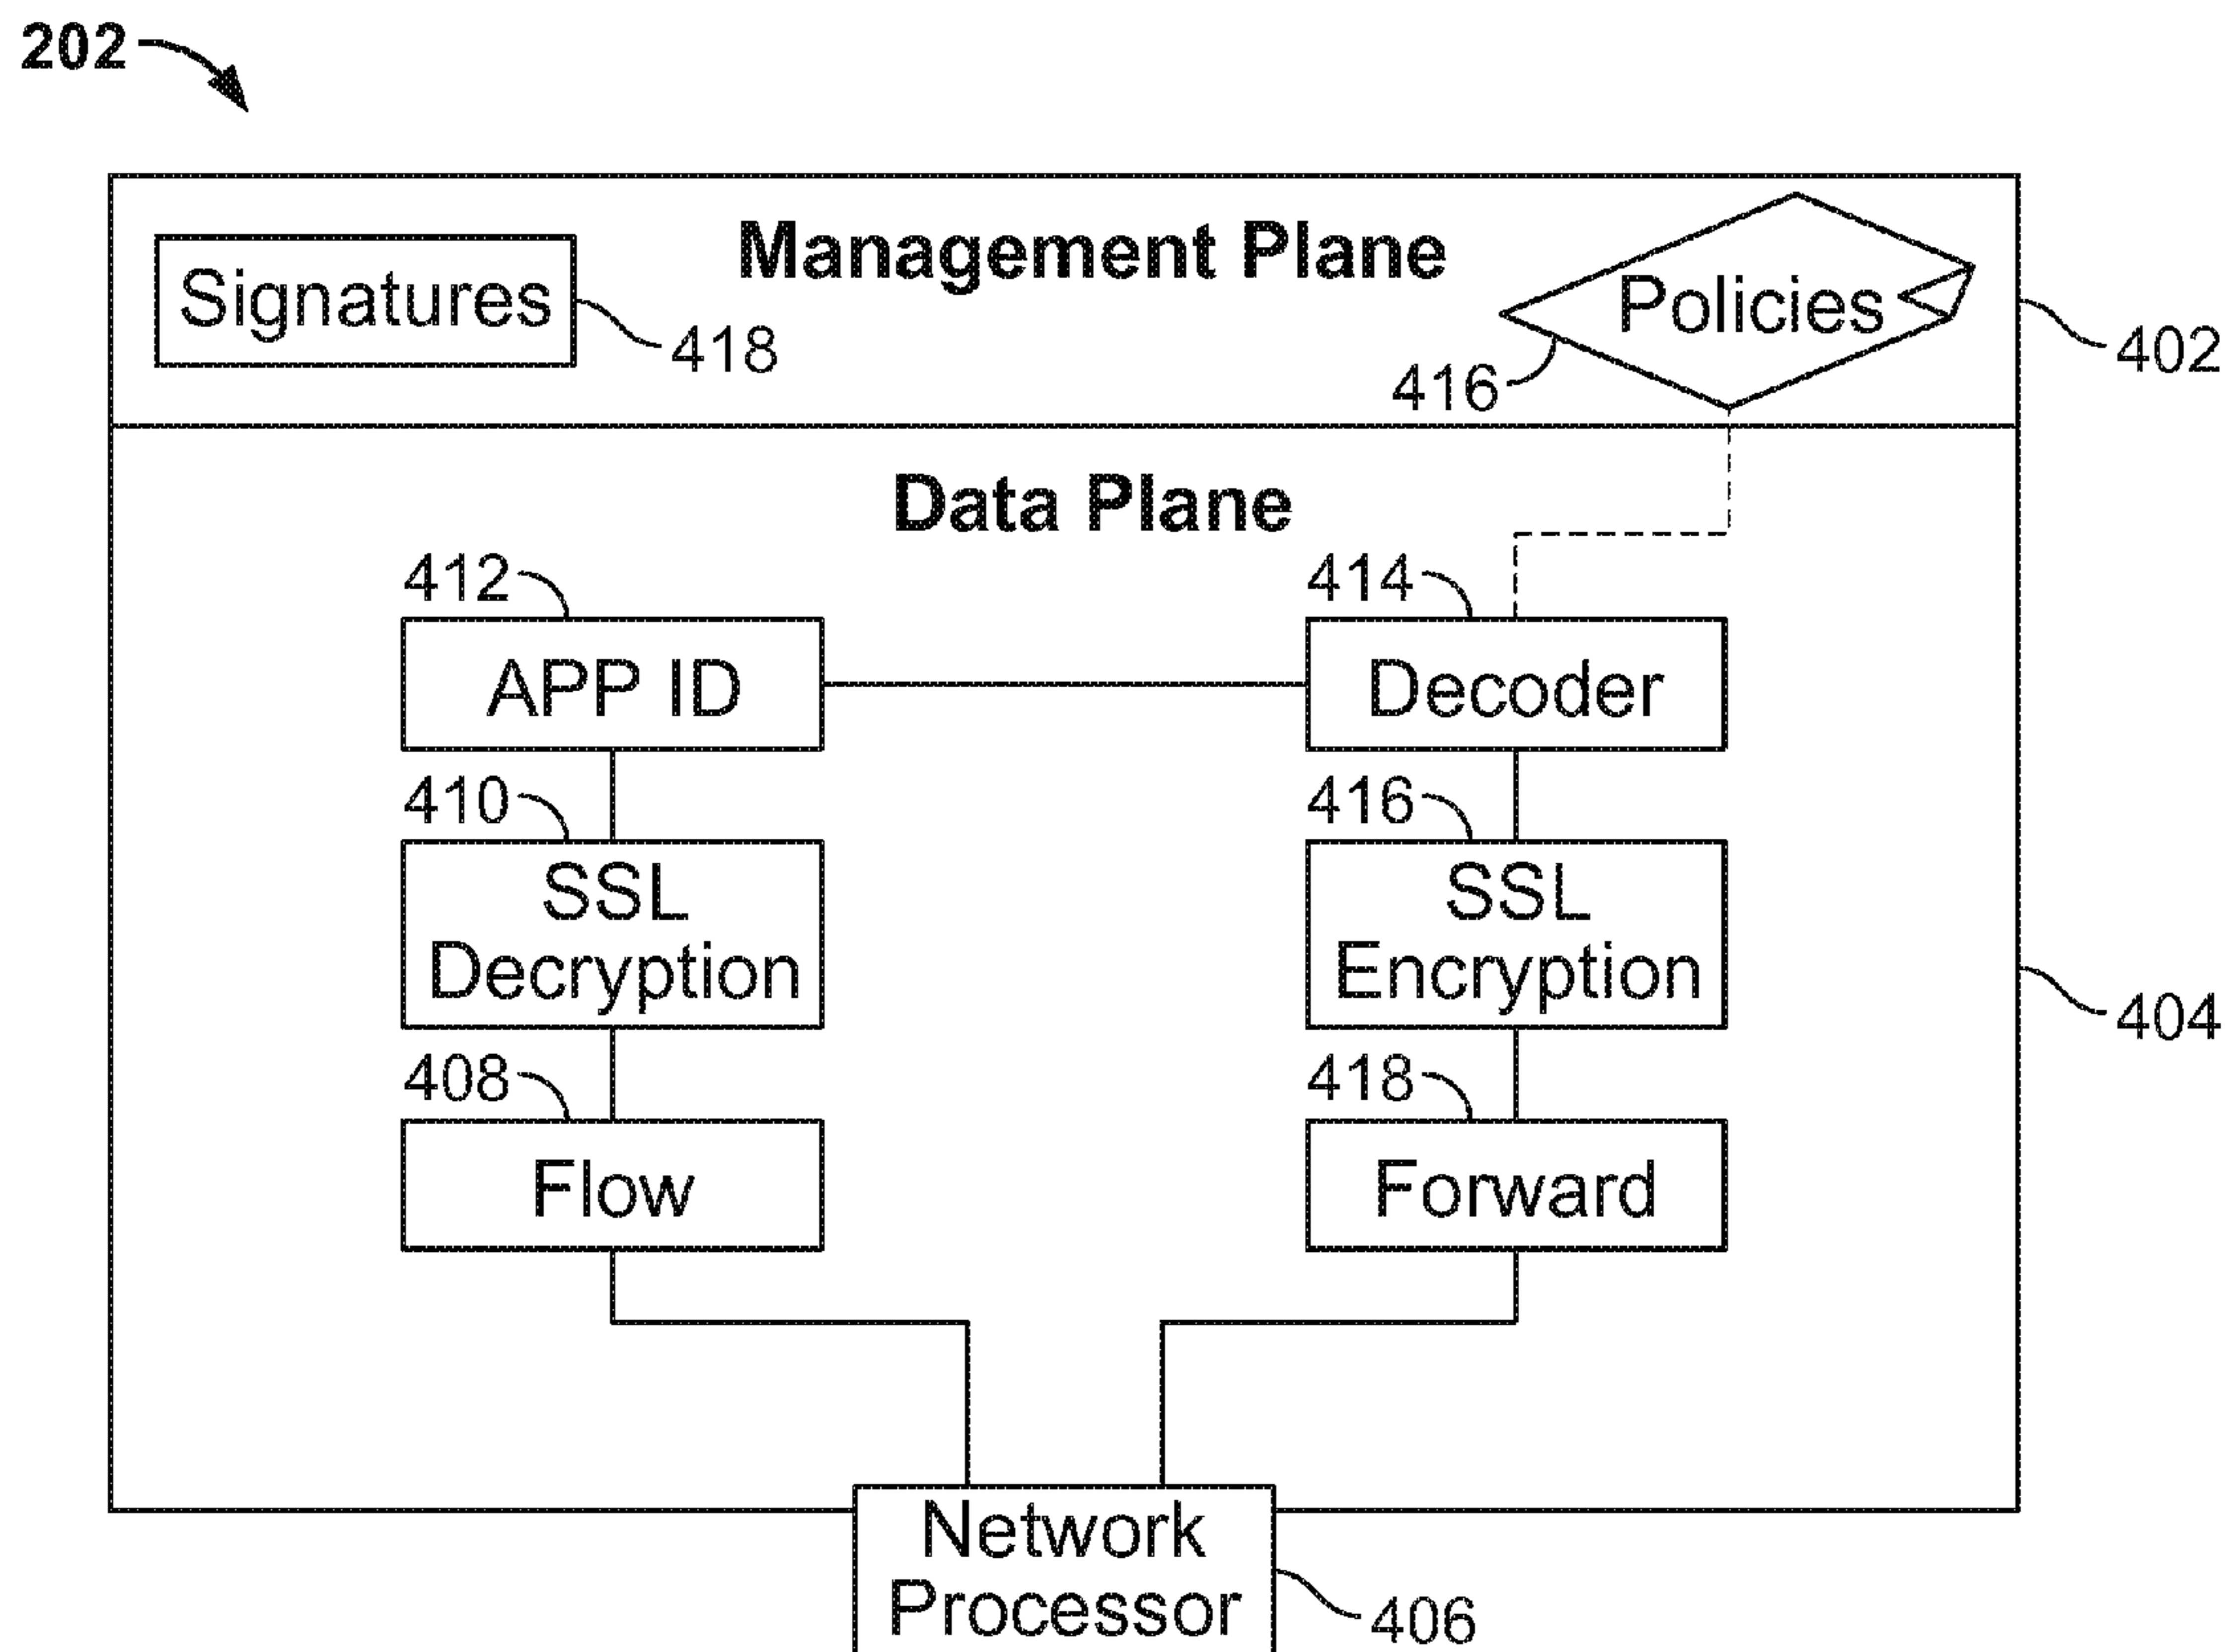 202
Management Plane
Signatures
418
Policies
416
402
Data Plane
412
414
APP ID
Decoder
410
416
SSL
Decryption
SSL
Encryption
404
408
418
Flow
Forward
Network
Processor
406